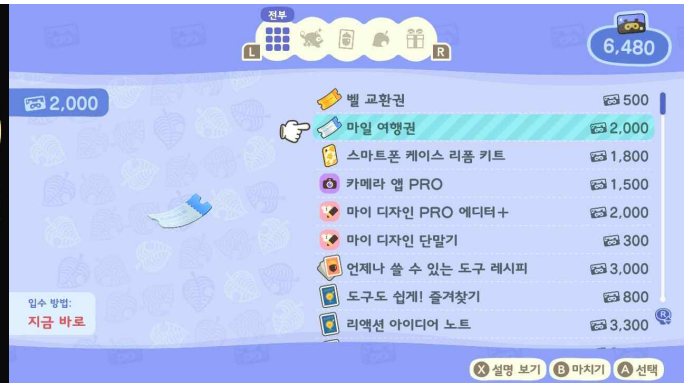 전부
L
R
6,480
2,000
벨 교환권 500
마일 여행권 2,000
스마트폰 케이스 리폼 키트 1,800
카메라 앱 PRO 1,500
마이 디자인 PRO 에디터+ 2,000
마이 디자인 단말기 300
언제나 쓸 수 있는 도구 레시피 3,000
도구도 쉽게! 즐겨찾기 800
리액션 아이디어 노트 3,300
입수 방법:
지금 바로
R
X 설명 보기 B 마치기 A 선택